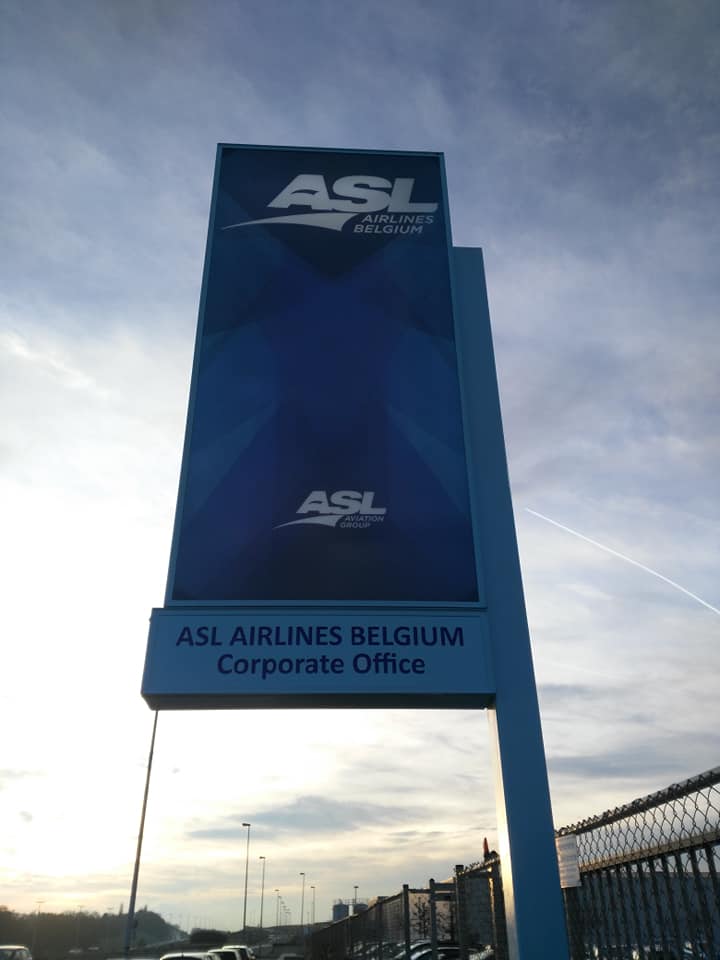 ASL
AIRLINES
BELGIUM
ASL
AVIATION
GROUP
ASL AIRLINES BELGIUM
Corporate Office